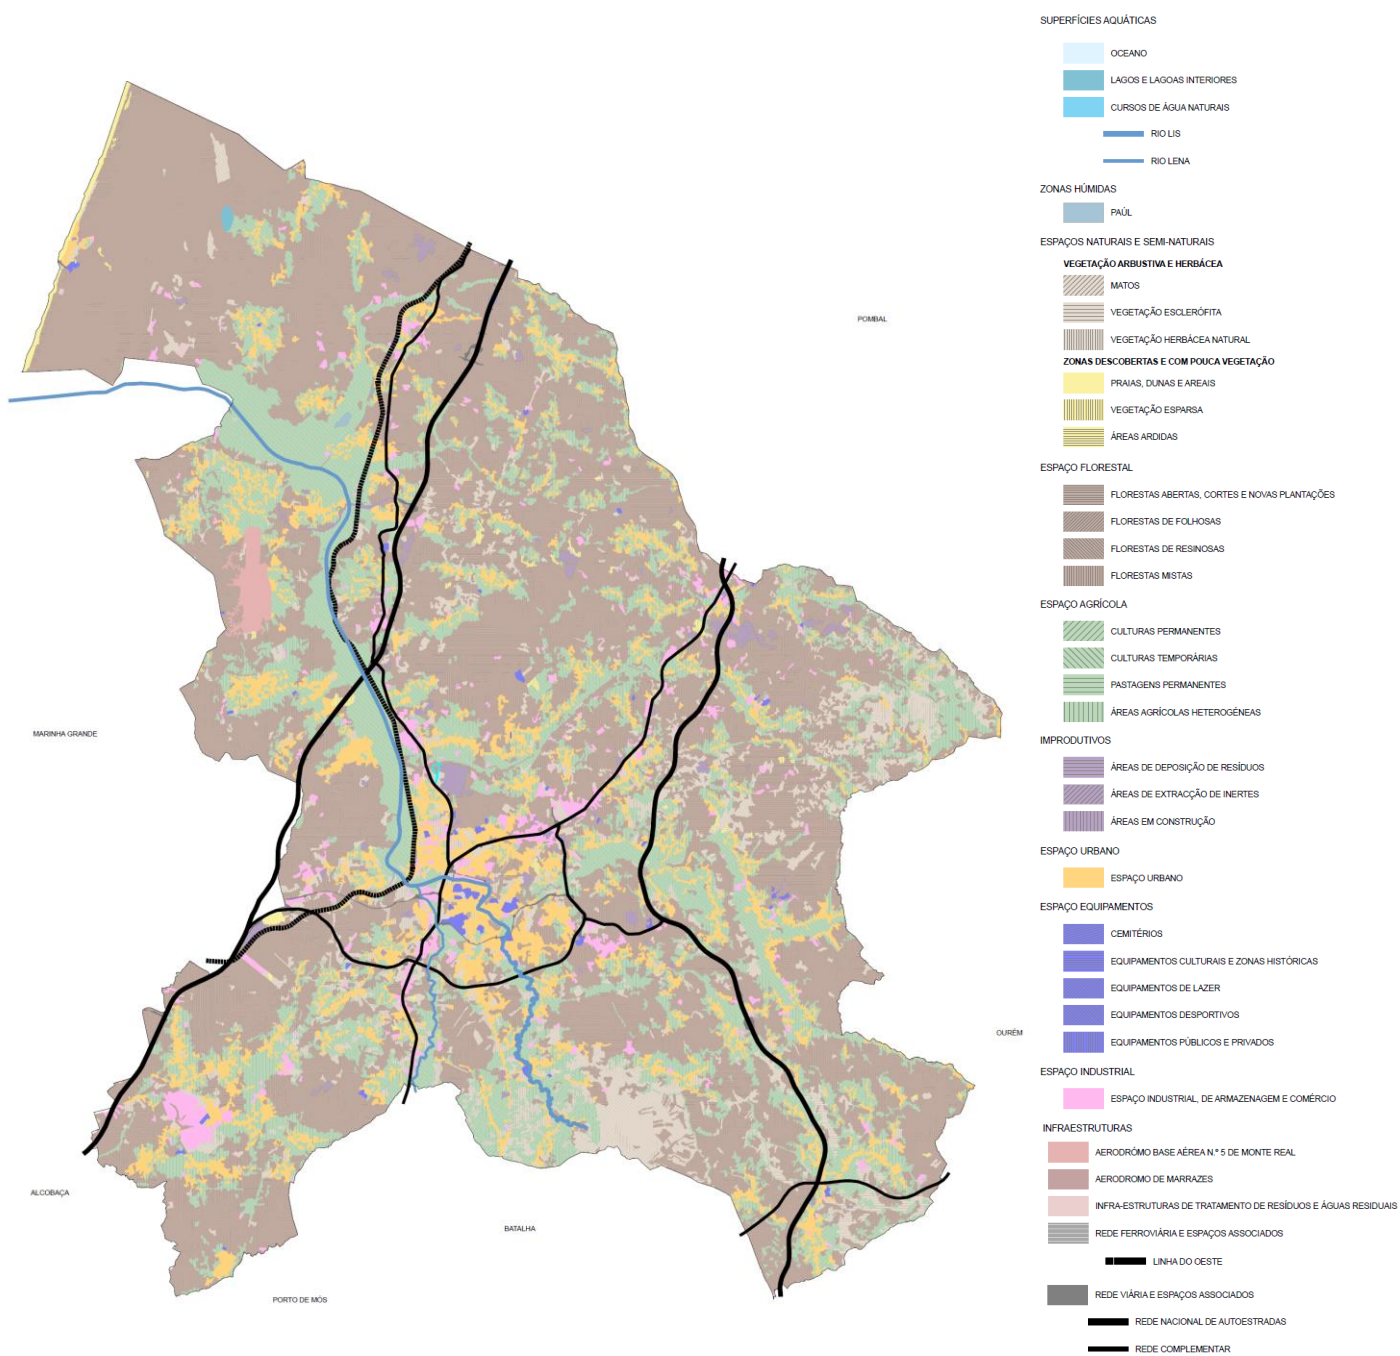 SUPERFÍCIES AQUÁTICAS
OCEANO
LAGOS E LAGOAS INTERIORES
CURSOS DE ÁGUA NATURAIS
RIO LIS
RIO LENA
ZONAS HÚMIDAS
PAÚL
ESPAÇOS NATURAIS E SEMI-NATURAIS
VEGETAÇÃO ARBUSTIVA E HERBÁCEA
MATOS
VEGETAÇÃO ESCLERÓFITA
VEGETAÇÃO HERBÁCEA NATURAL
ZONAS DESCOBERTAS E COM POUCA VEGETAÇÃO
PRAIAS, DUNAS E AREAIS
VEGETAÇÃO ESPARSA
ÁREAS ARDIDAS
ESPAÇO FLORESTAL
FLORESTAS ABERTAS, CORTES E NOVAS PLANTAÇÕES
FLORESTAS DE FOLHOSAS
FLORESTAS DE RESINOSAS
FLORESTAS MISTAS
ESPAÇO AGRÍCOLA
CULTURAS PERMANENTES
CULTURAS TEMPORÁRIAS
PASTAGENS PERMANENTES
ÁREAS AGRÍCOLAS HETEROGÉNEAS
IMPRODUTIVOS
ÁREAS DE DEPOSIÇÃO DE RESÍDUOS
ÁREAS DE EXTRACÇÃO DE INERTES
ÁREAS EM CONSTRUÇÃO
ESPAÇO URBANO
ESPAÇO URBANO
ESPAÇO EQUIPAMENTOS
CEMITÉRIOS
EQUIPAMENTOS CULTURAIS E ZONAS HISTÓRICAS
EQUIPAMENTOS DE LAZER
EQUIPAMENTOS DESPORTIVOS
EQUIPAMENTOS PÚBLICOS E PRIVADOS
ESPAÇO INDUSTRIAL
ESPAÇO INDUSTRIAL, DE ARMAZENAGEM E COMÉRCIO
INFRAESTRUTURAS
AERODRÓMO BASE AÉREA N.º 5 DE MONTE REAL
AERODROMO DE MARRAZES
INFRA-ESTRUTURAS DE TRATAMENTO DE RESÍDUOS E ÁGUAS RESIDUAIS
REDE FERROVIÁRIA E ESPAÇOS ASSOCIADOS
LINHA DO OESTE
REDE VIÁRIA E ESPAÇOS ASSOCIADOS
REDE NACIONAL DE AUTOESTRADAS
REDE COMPLEMENTAR
POMBAL
MARINHA GRANDE
OURÉM
ALCOBAÇA
BATALHA
PORTO DE MÓS